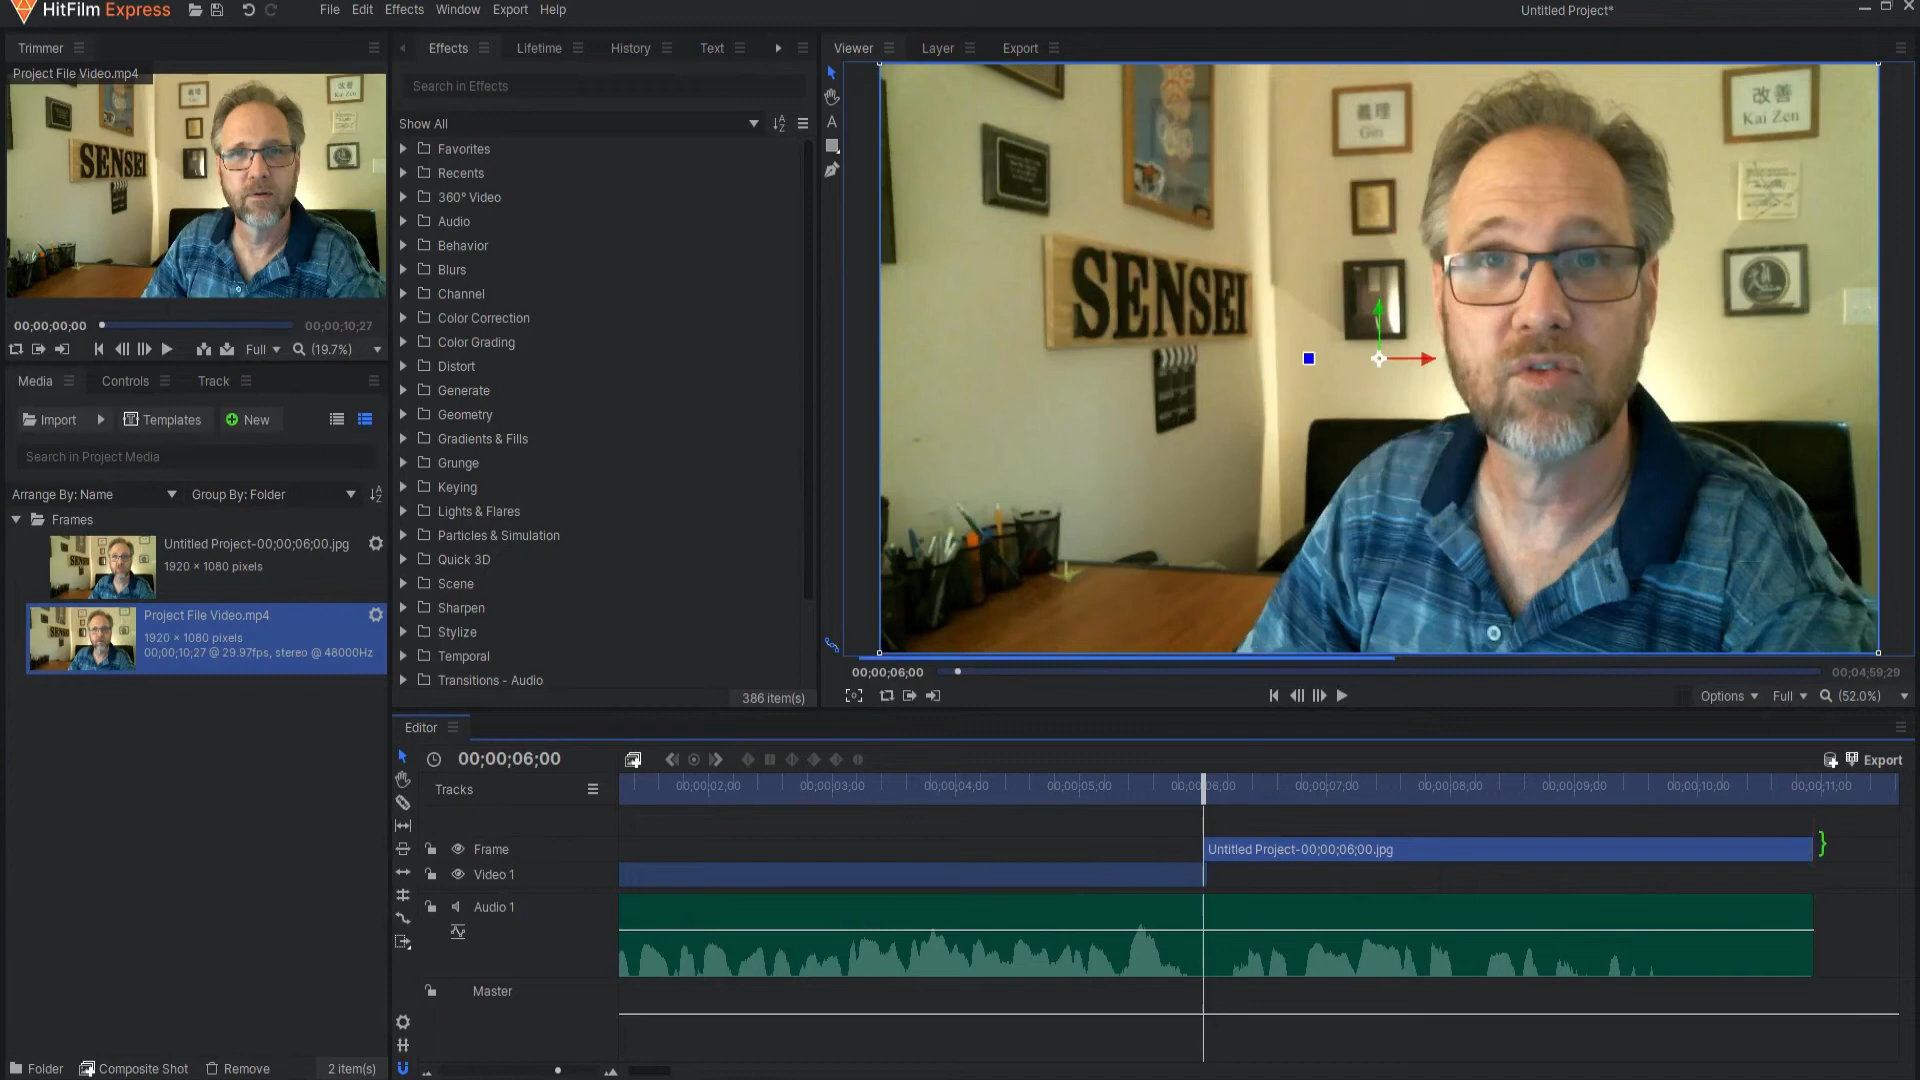 HitFilm Express
File Edit Effects Window Export Help
Untitled Project*
Trimmer
Project File Video.mp4
SENSEI
改善
Kai Zen
00;00;00;00
00;00;10;27
Full
(19.7%)
Media Controls Track
Import Templates New
Search in Project Media
Arrange By: Name
Group By: Folder
Frames
Untitled Project-00;00;06;00.jpg
1920 × 1080 pixels
Project File Video.mp4
1920 × 1080 pixels
00;00;10;27 @ 29.97fps, stereo @ 48000Hz
Folder Composite Shot Remove 2 item(s)
Effects Lifetime History Text
Search in Effects
Show All
Favorites
Recents
360° Video
Audio
Behavior
Blurs
Channel
Color Correction
Color Grading
Distort
Generate
Geometry
Gradients & Fills
Grunge
Keying
Lights & Flares
Particles & Simulation
Quick 3D
Scene
Sharpen
Stylize
Temporal
Transitions - Audio
386 item(s)
Viewer Layer Export
義理
Giri
改善
Kai Zen
SENSEI
00;00;06;00
00;04;59;29
Options Full (52.0%)
Editor
00;00;06;00
Export
Tracks
00;00;02;00 00;00;03;00 00;00;04;00 00;00;05;00 00;00;06;00 00;00;07;00 00;00;08;00 00;00;09;00 00;00;10;00 00;00;11;00
Frame
Untitled Project-00;00;06;00.jpg
Video 1
Audio 1
Master